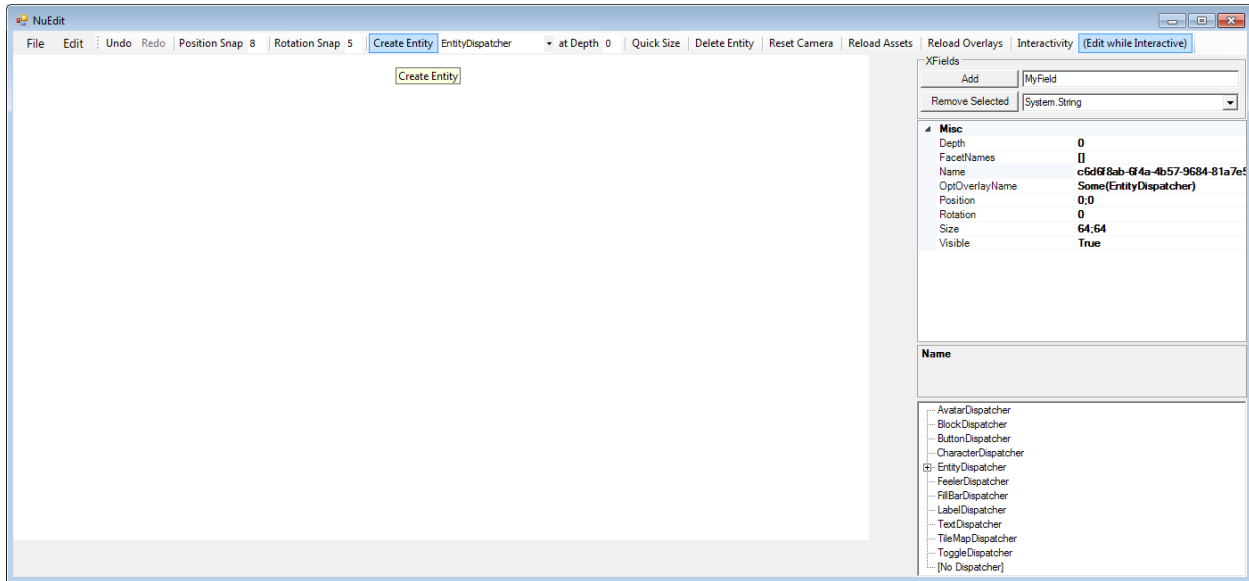 NuEdit
File Edit Undo Redo Position Snap 8 Rotation Snap 5 Create Entity EntityDispatcher at Depth 0 Quick Size Delete Entity Reset Camera Reload Assets Reload Overlays Interactivity (Edit while Interactive)
Create Entity
XFields
Add MyField
Remove Selected System.String
Misc
Depth 0
FacetNames []
Name c6d6f8ab-6f4a-4b57-9684-81a7e5
OptOverlayName Some(EntityDispatcher)
Position 0;0
Rotation 0
Size 64;64
Visible True
Name
AvatarDispatcher
BlockDispatcher
ButtonDispatcher
CharacterDispatcher
EntityDispatcher
FeelerDispatcher
FillBarDispatcher
LabelDispatcher
TextDispatcher
TileMapDispatcher
ToggleDispatcher
[No Dispatcher]